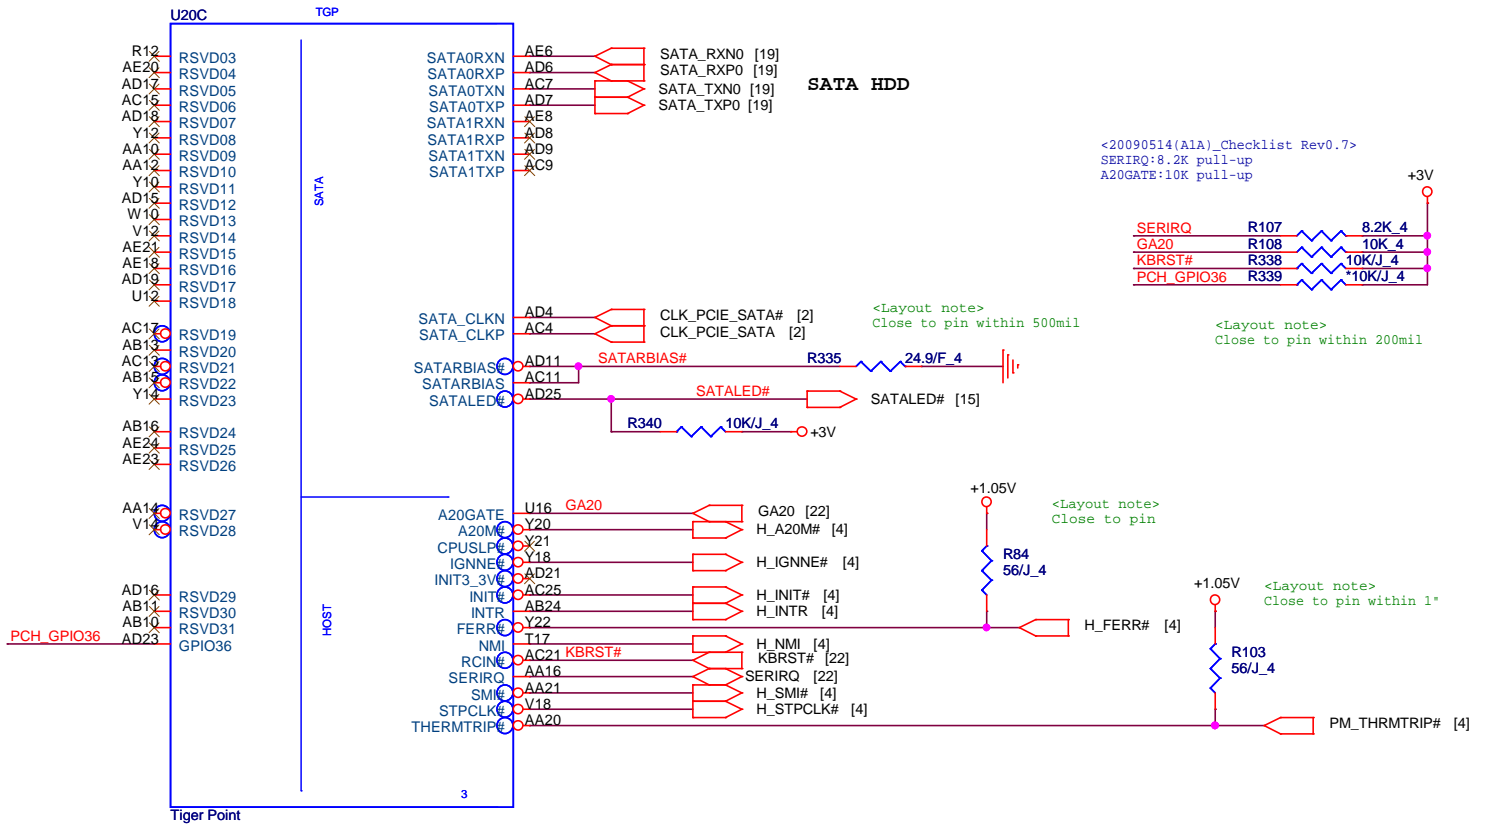 U20C
TGP
R12 RSVD03
AE20 RSVD04
AD17 RSVD05
AC15 RSVD06
AD18 RSVD07
Y12 RSVD08
AA10 RSVD09
AA12 RSVD10
Y10 RSVD11
AD15 RSVD12
W10 RSVD13
V12 RSVD14
AE21 RSVD15
AE18 RSVD16
AD19 RSVD17
U12 RSVD18
AC17 RSVD19
AB13 RSVD20
AC13 RSVD21
AB15 RSVD22
Y14 RSVD23
AB16 RSVD24
AE24 RSVD25
AE23 RSVD26
AA14 RSVD27
V14 RSVD28
AD16 RSVD29
AB11 RSVD30
AB10 RSVD31
PCH_GPIO36 AD23 GPIO36
SATA
HOST
SATA0RXN AE6 SATA_RXN0 [19]
SATA0RXP AD6 SATA_RXP0 [19]
SATA0TXN AC7 SATA_TXN0 [19]
SATA0TXP AD7 SATA_TXP0 [19]
SATA1RXN AE8
SATA1RXP AD8
SATA1TXN AD9
SATA1TXP AC9
SATA HDD
SATA_CLKN AD4 CLK_PCIE_SATA# [2]
SATA_CLKP AC4 CLK_PCIE_SATA [2]
<Layout note>
Close to pin within 500mil
SATARBIAS# AD11 SATARBIAS# R335 24.9/F_4
SATARBIAS AC11
SATALED# AD25 SATALED# SATALED# [15]
R340 10K/J_4 +3V
<20090514(A1A)_Checklist Rev0.7>
SERIRQ:8.2K pull-up
A20GATE:10K pull-up
+3V
SERIRQ R107 8.2K_4
GA20 R108 10K_4
KBRST# R338 10K/J_4
PCH_GPIO36 R339 *10K/J_4
<Layout note>
Close to pin within 200mil
A20GATE U16 GA20 GA20 [22]
A20M# Y20 H_A20M# [4]
CPUSLP# Y21
IGNNE# Y18 H_IGNNE# [4]
INIT3_3V# AD21
INIT# AC25 H_INIT# [4]
INTR AB24 H_INTR [4]
FERR# Y22 H_FERR# [4]
NMI T17 H_NMI [4]
RCIN# AC21 KBRST# KBRST# [22]
SERIRQ AA16 SERIRQ [22]
SMI# AA21 H_SMI# [4]
STPCLK# V18 H_STPCLK# [4]
THERMTRIP# AA20 PM_THRMTRIP# [4]
+1.05V
R84
56/J_4
<Layout note>
Close to pin
+1.05V
R103
56/J_4
<Layout note>
Close to pin within 1"
3
Tiger Point